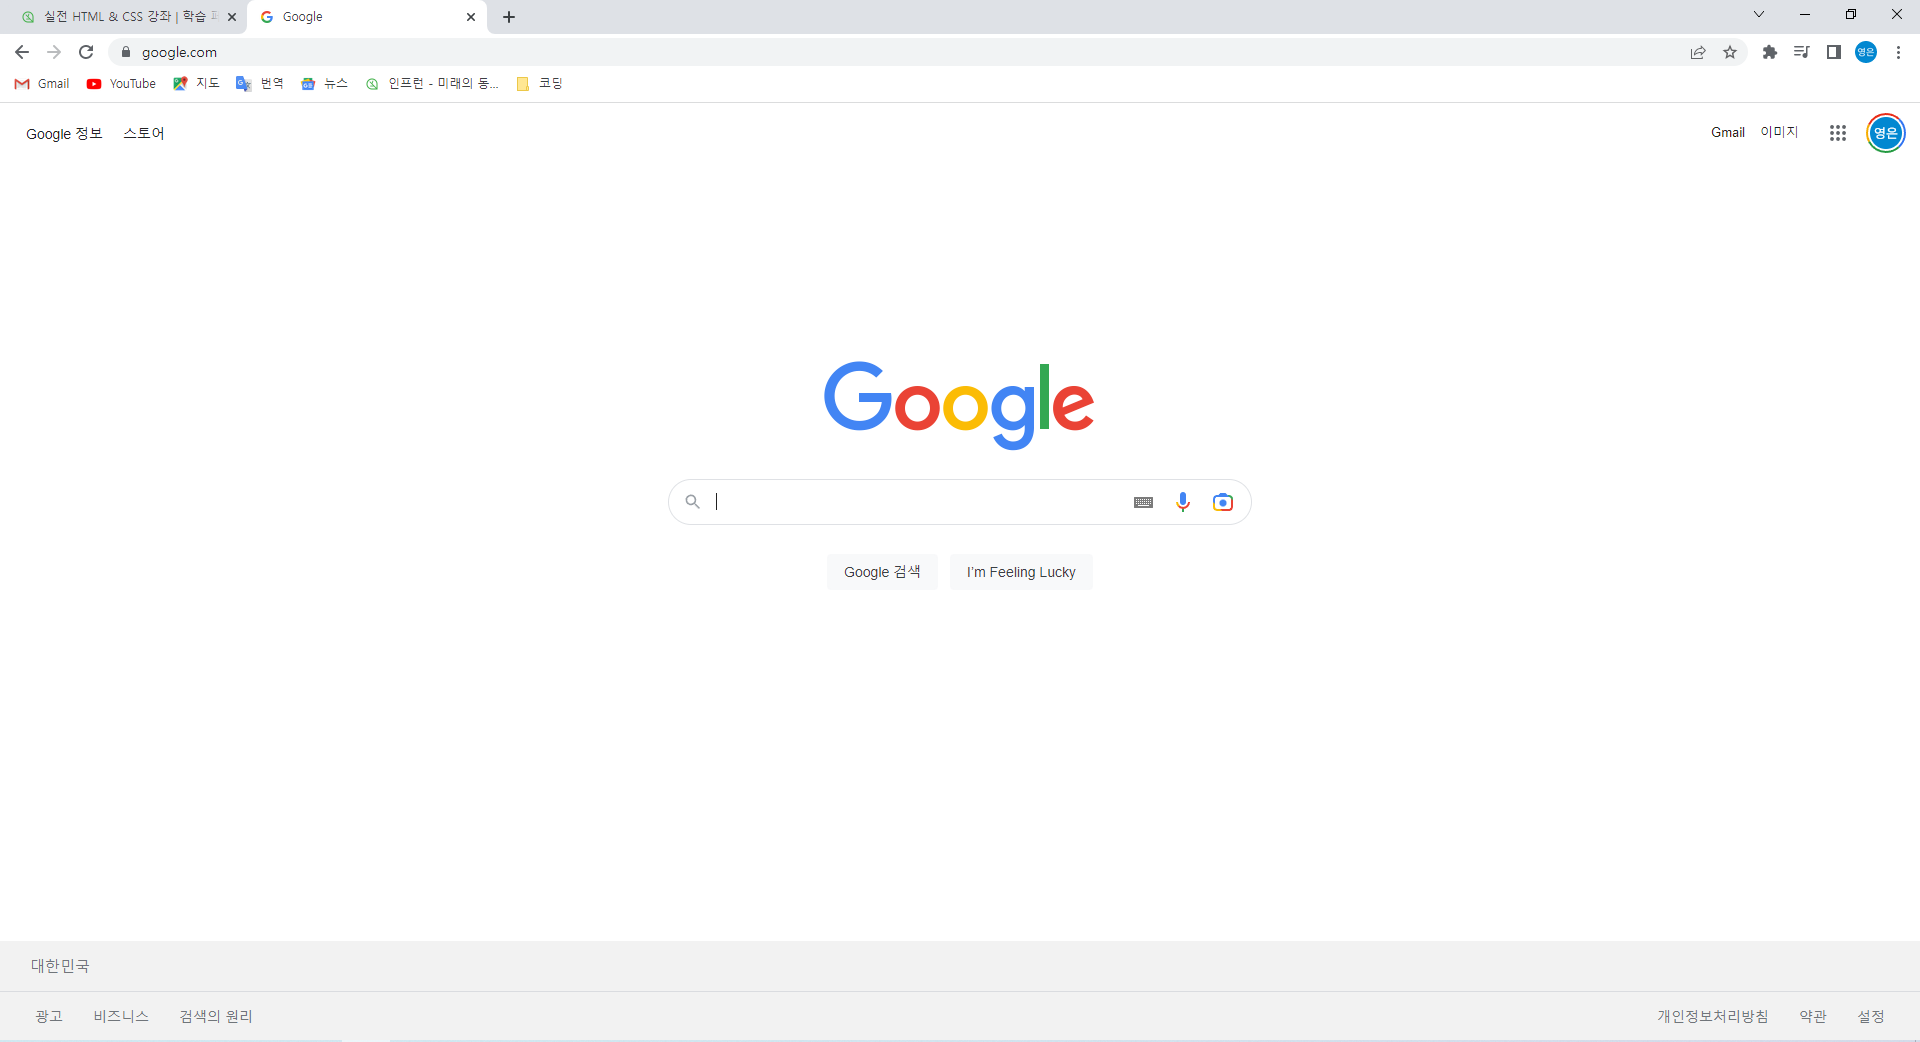 실전 HTML & CSS 강좌 | 학습
Google
google.com
영은
Gmail
YouTube
지도
번역
뉴스
인프런 - 미래의 동...
코딩
Google 정보
스토어
Gmail
이미지
영은
Google
Google 검색
I'm Feeling Lucky
대한민국
광고
비즈니스
검색의 원리
개인정보처리방침
약관
설정